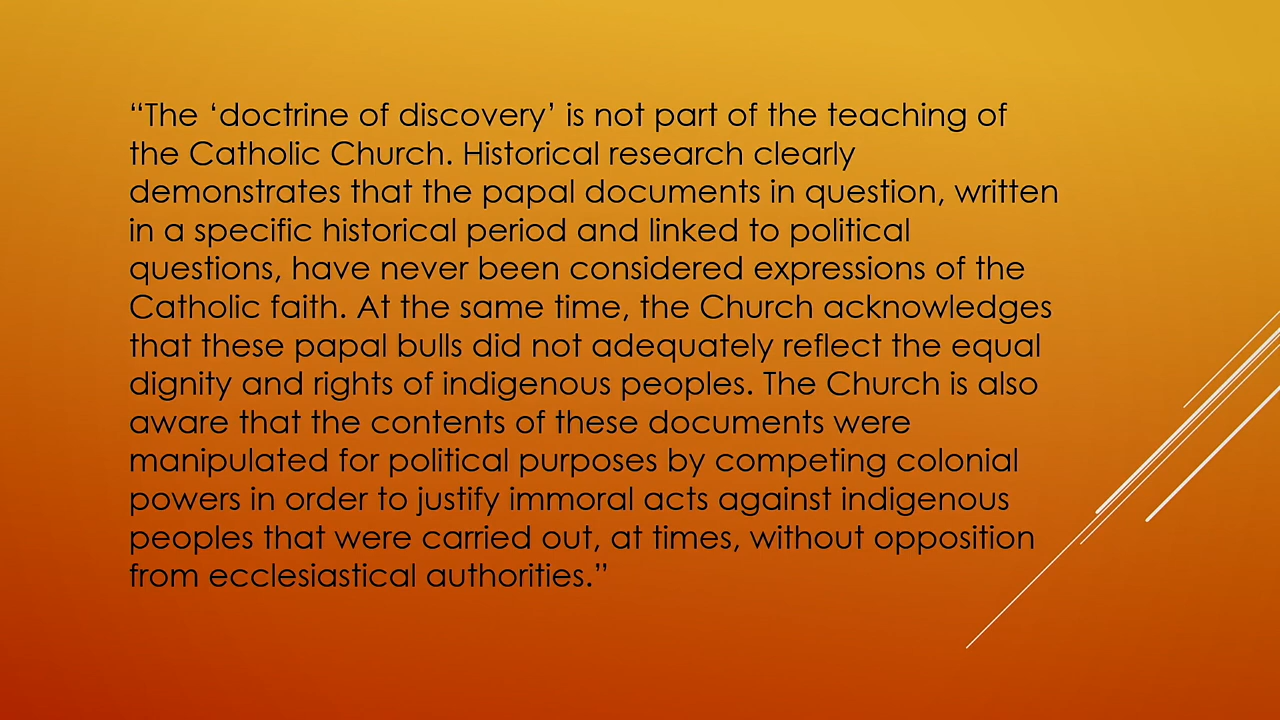 “The ‘doctrine of discovery’ is not part of the teaching of
the Catholic Church. Historical research clearly
demonstrates that the papal documents in question, written
in a specific historical period and linked to political
questions, have never been considered expressions of the
Catholic faith. At the same time, the Church acknowledges
that these papal bulls did not adequately reflect the equal
dignity and rights of indigenous peoples. The Church is also
aware that the contents of these documents were
manipulated for political purposes by competing colonial
powers in order to justify immoral acts against indigenous
peoples that were carried out, at times, without opposition
from ecclesiastical authorities.”